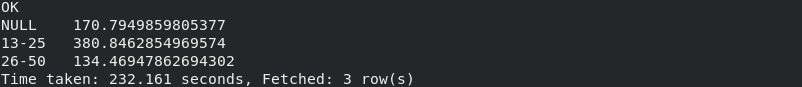 OK
NULL    170.7949859805377
13-25   380.8462854969574
26-50   134.46947862694302
Time taken: 232.161 seconds, Fetched: 3 row(s)